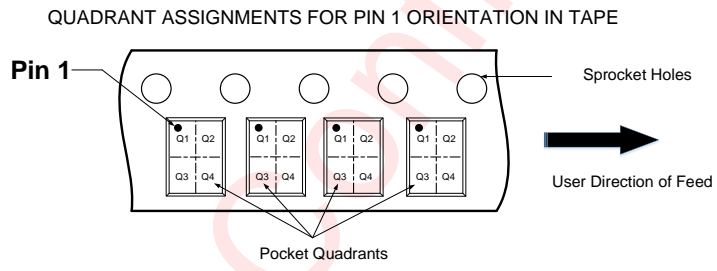 QUADRANT ASSIGNMENTS FOR PIN 1 ORIENTATION IN TAPE
Pin 1
Sprocket Holes
Q1 Q2 Q1 Q2 Q1 Q2 Q1 Q2
Q3 Q4 Q3 Q4 Q3 Q4 Q3 Q4
User Direction of Feed
Pocket Quadrants